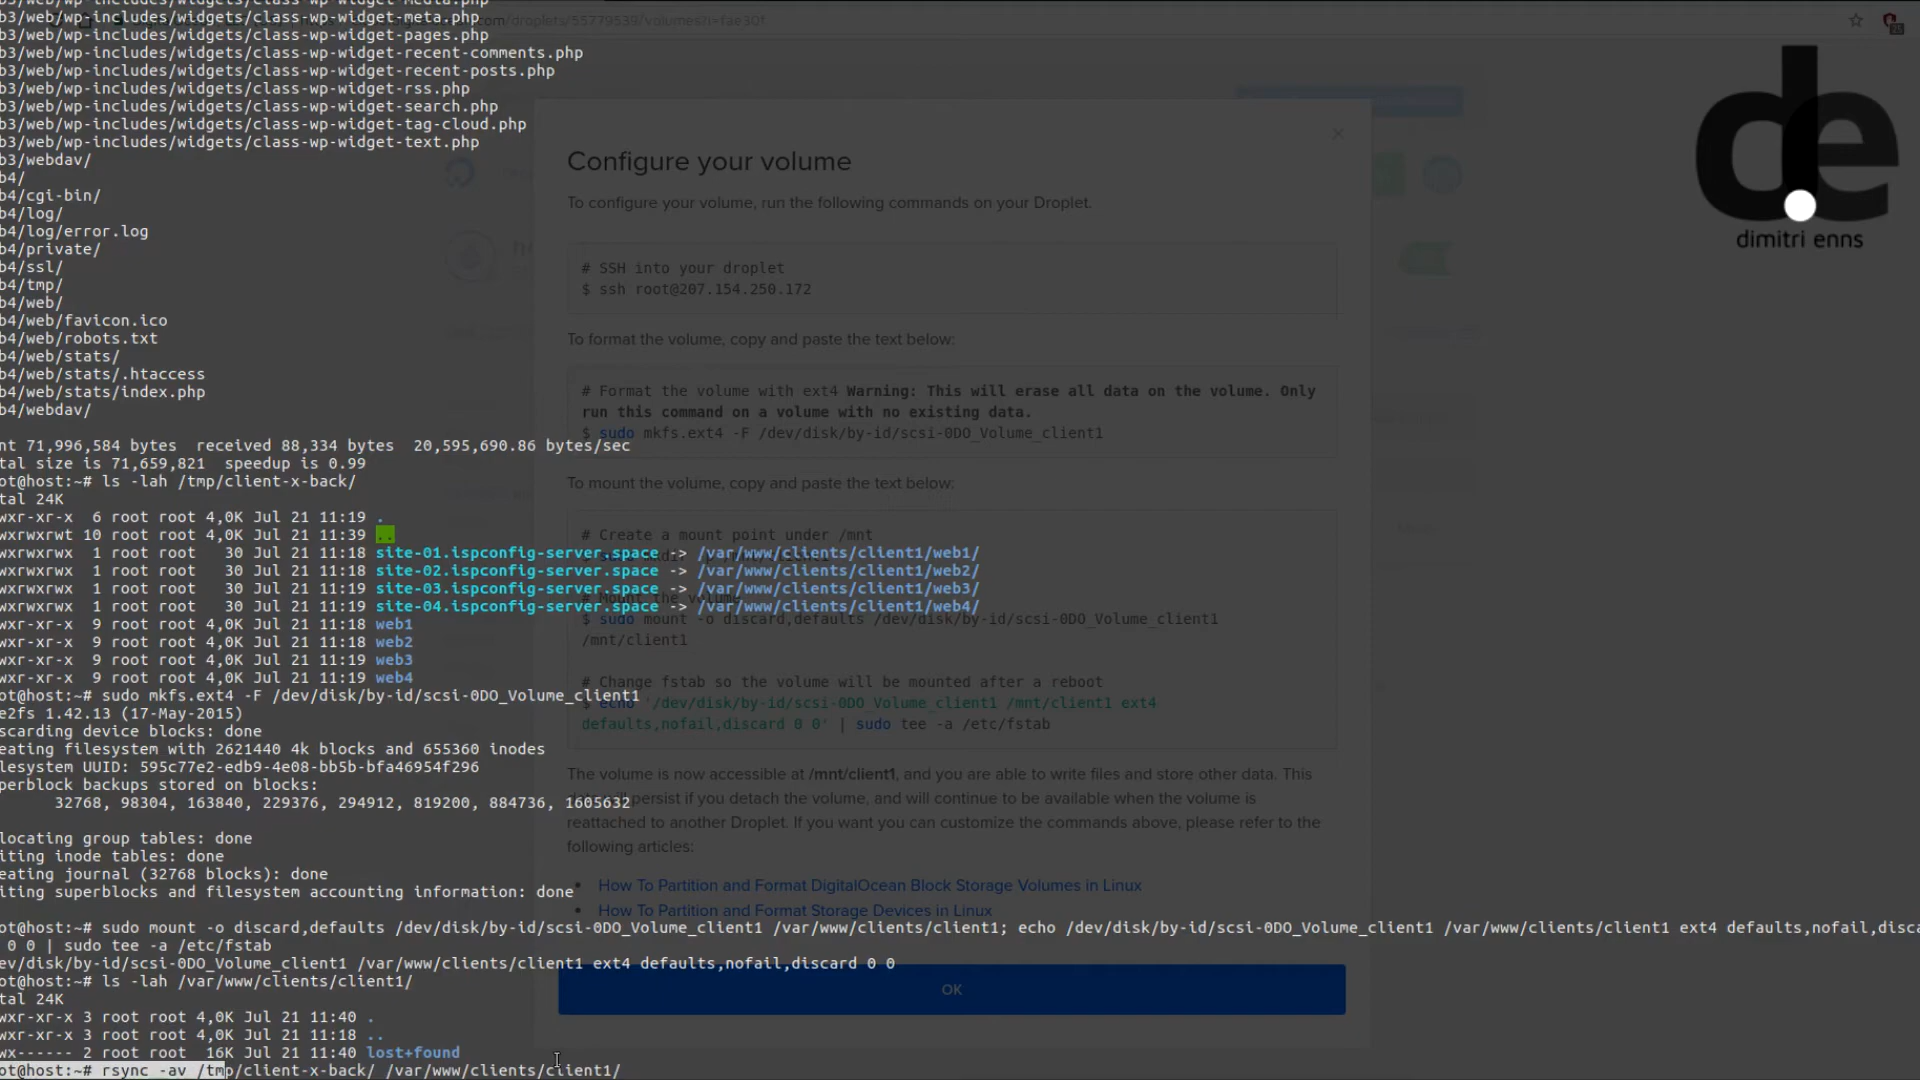 b3/web/wp-includes/widgets/class-wp-widget-media.php
b3/web/wp-includes/widgets/class-wp-widget-meta.php
.com/droplets/55779539/volumes?i=fae30f
b3/web/wp-includes/widgets/class-wp-widget-pages.php
b3/web/wp-includes/widgets/class-wp-widget-recent-comments.php
b3/web/wp-includes/widgets/class-wp-widget-recent-posts.php
b3/web/wp-includes/widgets/class-wp-widget-rss.php
b3/web/wp-includes/widgets/class-wp-widget-search.php
b3/web/wp-includes/widgets/class-wp-widget-tag-cloud.php
b3/web/wp-includes/widgets/class-wp-widget-text.php
b3/webdav/
b4/
b4/cgi-bin/
b4/log/
b4/log/error.log
b4/private/
b4/ssl/
b4/tmp/
b4/web/
b4/web/favicon.ico
b4/web/robots.txt
b4/web/stats/
b4/web/stats/.htaccess
b4/web/stats/index.php
b4/webdav/
nt 71,996,584 bytes  received 88,334 bytes  20,595,690.86 bytes/sec
tal size is 71,659,821  speedup is 0.99
ot@host:~# ls -lah /tmp/client-x-back/
tal 24K
wxr-xr-x  6 root root 4,0K Jul 21 11:19 .
wxrwxrwt 10 root root 4,0K Jul 21 11:39 ..
wxrwxrwx  1 root root   30 Jul 21 11:18 site-01.ispconfig-server.space -> /var/www/clients/client1/web1/
wxrwxrwx  1 root root   30 Jul 21 11:18 site-02.ispconfig-server.space -> /var/www/clients/client1/web2/
wxrwxrwx  1 root root   30 Jul 21 11:19 site-03.ispconfig-server.space -> /var/www/clients/client1/web3/
wxrwxrwx  1 root root   30 Jul 21 11:19 site-04.ispconfig-server.space -> /var/www/clients/client1/web4/
wxr-xr-x  9 root root 4,0K Jul 21 11:18 web1
wxr-xr-x  9 root root 4,0K Jul 21 11:18 web2
wxr-xr-x  9 root root 4,0K Jul 21 11:19 web3
wxr-xr-x  9 root root 4,0K Jul 21 11:19 web4
ot@host:~# sudo mkfs.ext4 -F /dev/disk/by-id/scsi-0DO_Volume_client1
e2fs 1.42.13 (17-May-2015)
scarding device blocks: done
eating filesystem with 2621440 4k blocks and 655360 inodes
lesystem UUID: 595c77e2-edb9-4e08-bb5b-bfa46954f296
perblock backups stored on blocks:
32768, 98304, 163840, 229376, 294912, 819200, 884736, 1605632
locating group tables: done
iting inode tables: done
eating journal (32768 blocks): done
iting superblocks and filesystem accounting information: done
ot@host:~# sudo mount -o discard,defaults /dev/disk/by-id/scsi-0DO_Volume_client1 /var/www/clients/client1; echo /dev/disk/by-id/scsi-0DO_Volume_client1 /var/www/clients/client1 ext4 defaults,nofail,disca
0 0 | sudo tee -a /etc/fstab
ev/disk/by-id/scsi-0DO_Volume_client1 /var/www/clients/client1 ext4 defaults,nofail,discard 0 0
ot@host:~# ls -lah /var/www/clients/client1/
tal 24K
wxr-xr-x 3 root root 4,0K Jul 21 11:40 .
wxr-xr-x 3 root root 4,0K Jul 21 11:18 ..
wx------ 2 root root  16K Jul 21 11:40 lost+found
ot@host:~# rsync -av /tmp/client-x-back/ /var/www/clients/client1/
Configure your volume
To configure your volume, run the following commands on your Droplet.
# SSH into your droplet
$ ssh root@207.154.250.172
To format the volume, copy and paste the text below:
# Format the volume with ext4 Warning: This will erase all data on the volume. Only
run this command on a volume with no existing data.
$ sudo mkfs.ext4 -F /dev/disk/by-id/scsi-0DO_Volume_client1
To mount the volume, copy and paste the text below:
# Create a mount point under /mnt
# Mount the volume
$ sudo mount -o discard,defaults /dev/disk/by-id/scsi-0DO_Volume_client1
/mnt/client1
# Change fstab so the volume will be mounted after a reboot
$ echo '/dev/disk/by-id/scsi-0DO_Volume_client1 /mnt/client1 ext4
defaults,nofail,discard 0 0' | sudo tee -a /etc/fstab
The volume is now accessible at /mnt/client1, and you are able to write files and store other data. This
persist if you detach the volume, and will continue to be available when the volume is
reattached to another Droplet. If you want you can customize the commands above, please refer to the
following articles:
• How To Partition and Format DigitalOcean Block Storage Volumes in Linux
• How To Partition and Format Storage Devices in Linux
OK
de
dimitri enns